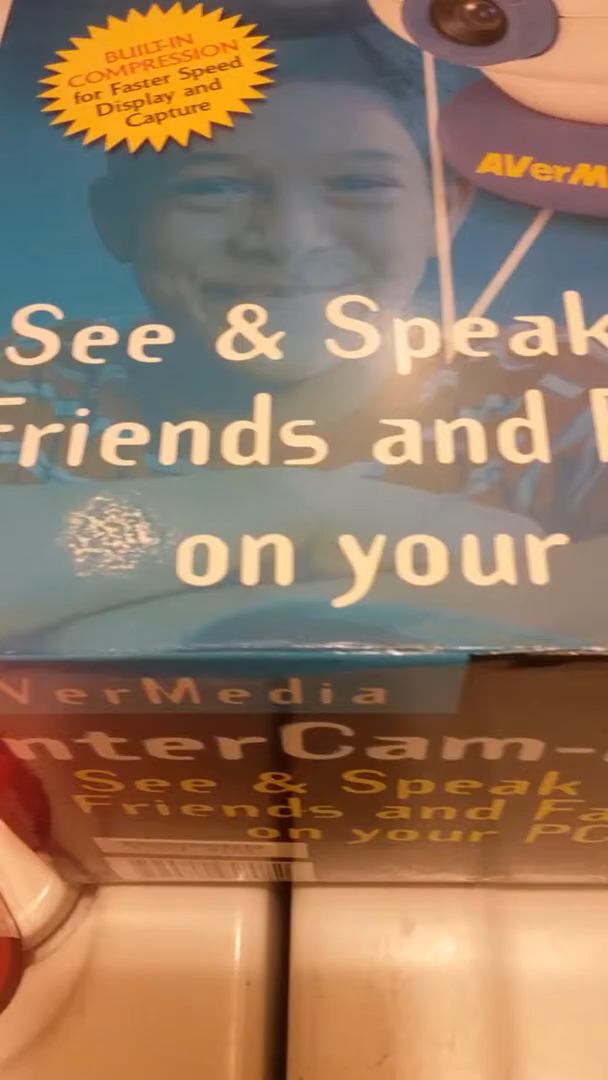 BUILT-IN
COMPRESSION
for Faster Speed
Display and
Capture
AVerM
See & Speak
Friends and
on your
VerMedia
nterCam-
See & Speak
Friends and Fa
on your PC